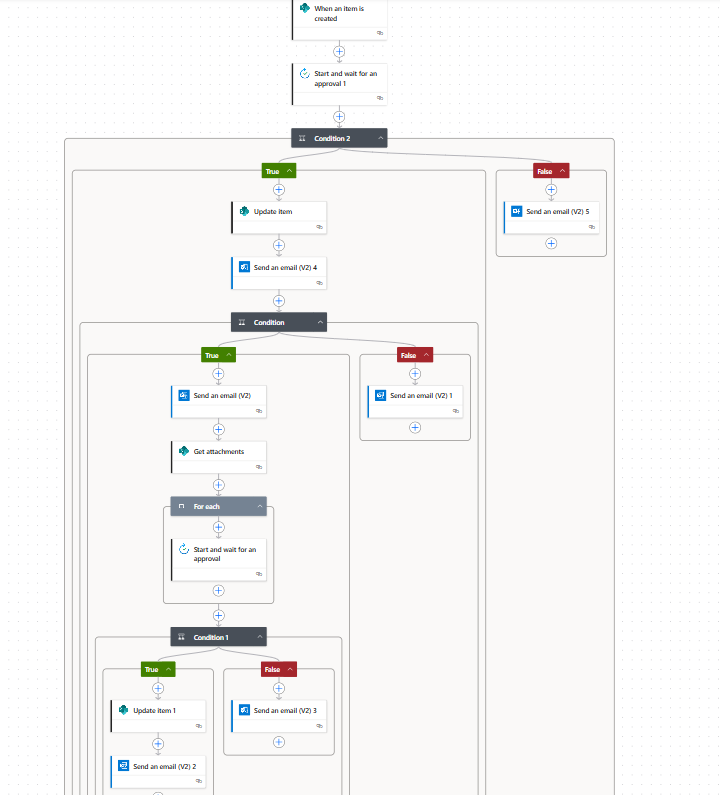 When an item is
created
Start and wait for an
approval 1
Condition 2
True
False
Update item
Send an email (V2) 5
Send an email (V2) 4
Condition
True
False
Send an email (V2)
Send an email (V2) 1
Get attachments
For each
Start and wait for an
approval
Condition 1
True
False
Update item 1
Send an email (V2) 3
Send an email (V2) 2